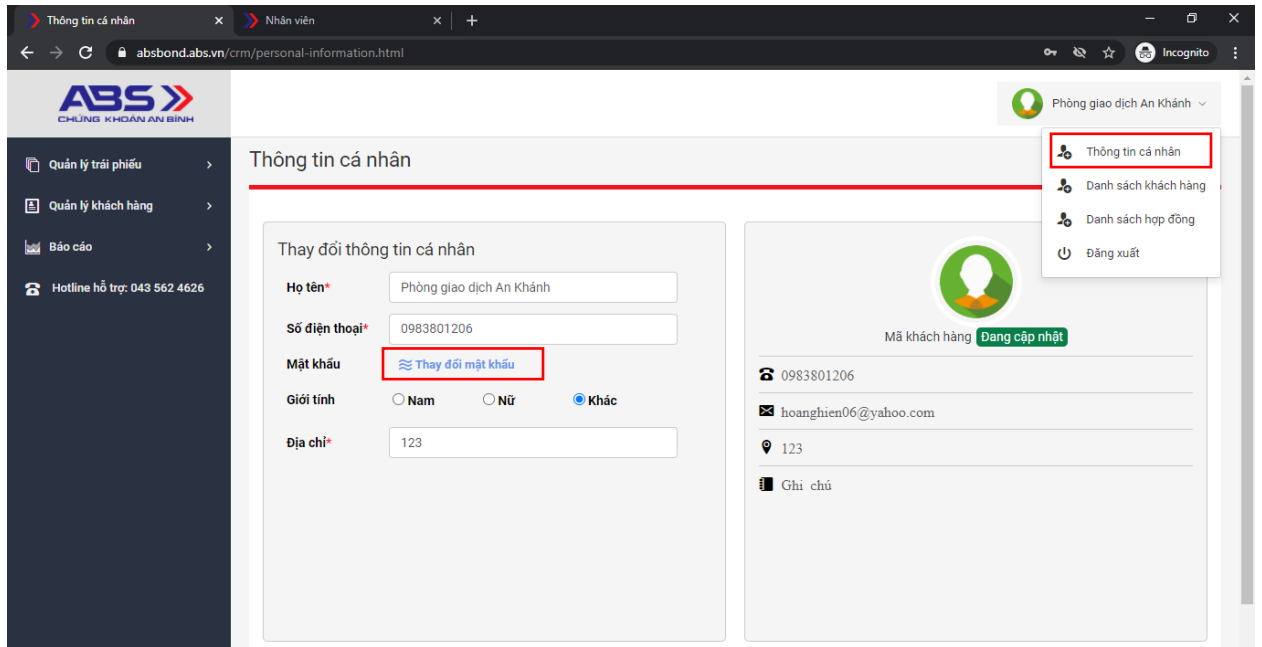 Thông tin cá nhân
Nhân viên
absbond.abs.vn/crm/personal-information.html
Incognito
ABS
CHỨNG KHOÁN AN BÌNH
Phòng giao dịch An Khánh
Thông tin cá nhân
Danh sách khách hàng
Danh sách hợp đồng
Đăng xuất
Quản lý trái phiếu
Quản lý khách hàng
Báo cáo
Hotline hỗ trợ: 043 562 4626
Thông tin cá nhân
Thay đổi thông tin cá nhân
Họ tên* Phòng giao dịch An Khánh
Số điện thoại* 0983801206
Mật khẩu Thay đổi mật khẩu
Giới tính Nam Nữ Khác
Địa chỉ* 123
Mã khách hàng Đang cập nhật
0983801206
hoanghien06@yahoo.com
123
Ghi chú